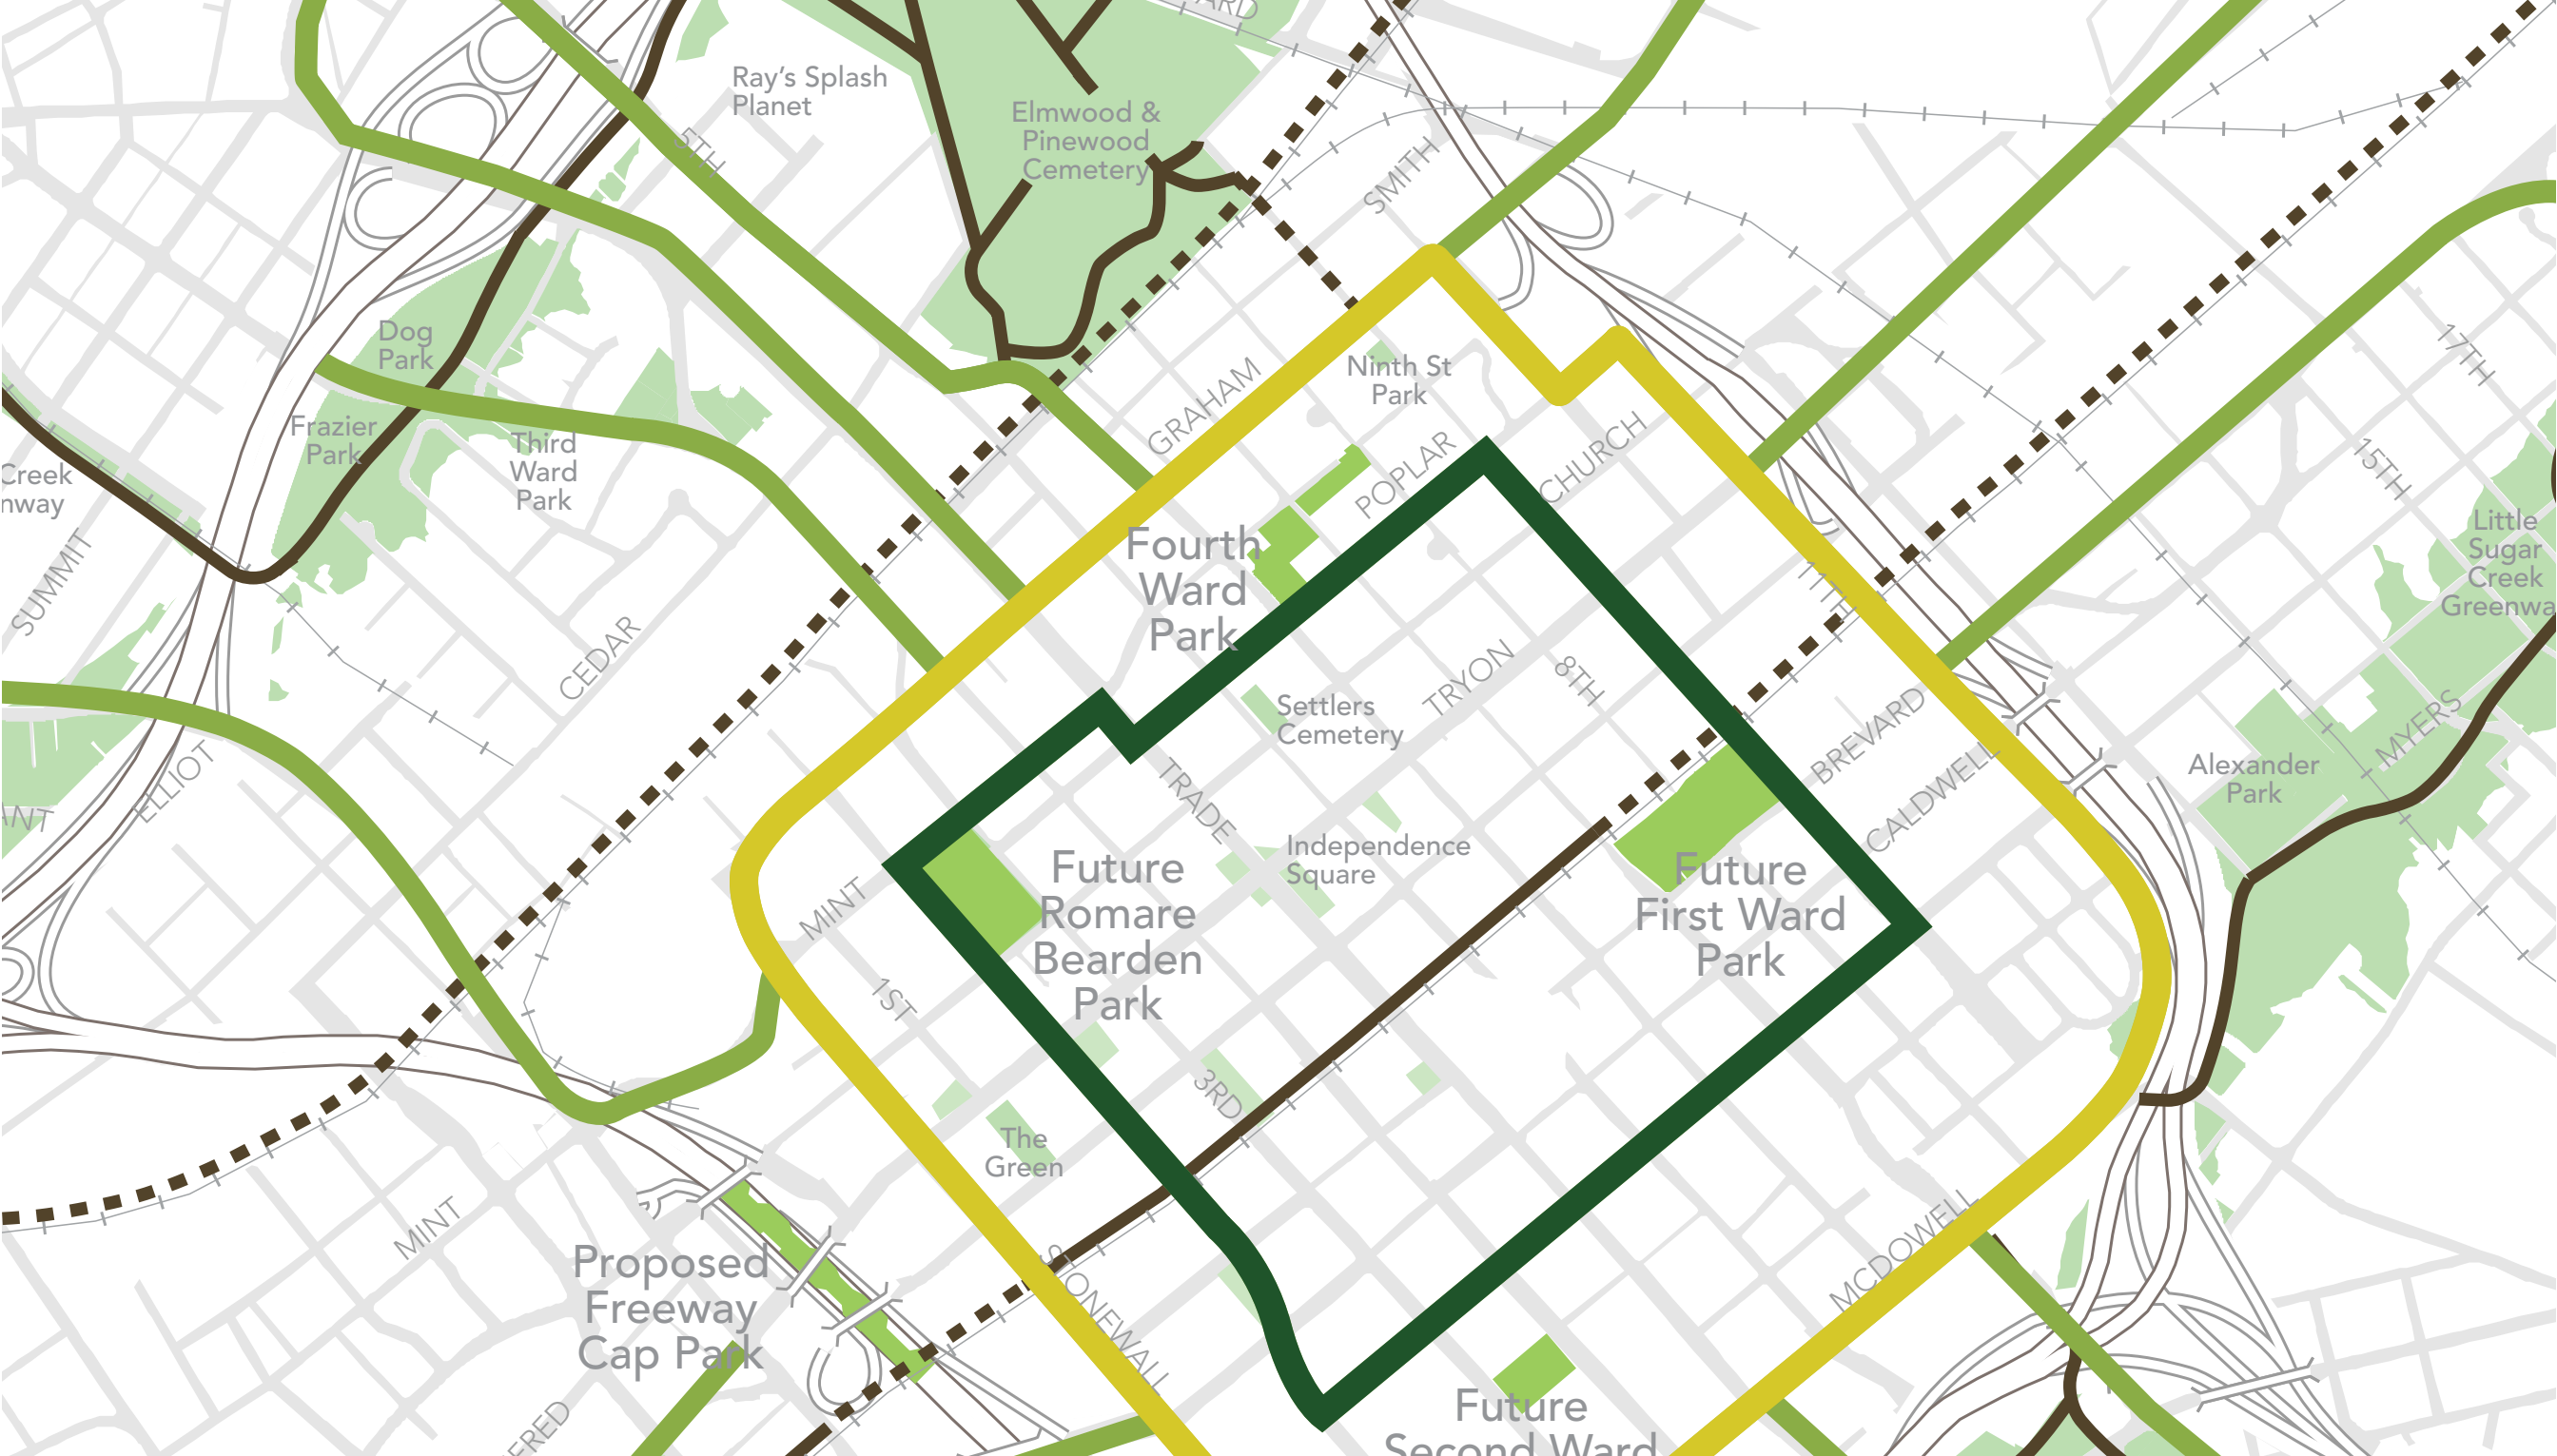 Ray's Splash
Planet
5TH
Elmwood &
Pinewood
Cemetery
SMITH
Dog
Park
Frazier
Park
Third
Ward
Park
Creek
SUMMIT
CEDAR
ELLIOT
GRAHAM
Ninth St
Park
POPLAR
CHURCH
Fourth
Ward
Park
Settlers
Cemetery
TRYON
8TH
11TH
17TH
15TH
Little
Sugar
Creek
Greenwa
MYERS
Alexander
Park
BREVARD
CALDWELL
TRADE
Independence
Square
MINT
1ST
Future
Romare
Bearden
Park
Future
First Ward
Park
3RD
The
Green
MINT
Proposed
Freeway
Cap Park
STONEWALL
MCDOWELL
Future
Second Ward